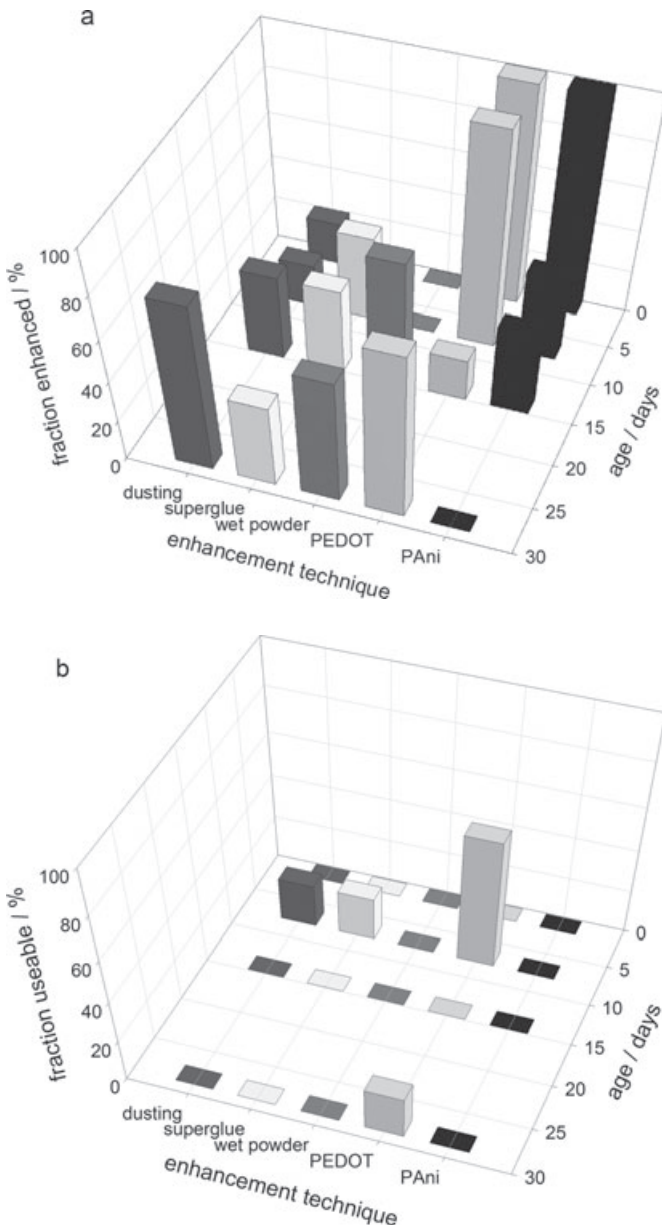 a
100
80
60
40
20
0
fraction enhanced / %
dusting
superglue
wet powder
PEDOT
PAni
enhancement technique
0
5
10
15
20
25
30
age / days
b
100
80
60
40
20
0
fraction useable / %
dusting
superglue
wet powder
PEDOT
PAni
enhancement technique
0
5
10
15
20
25
30
age / days